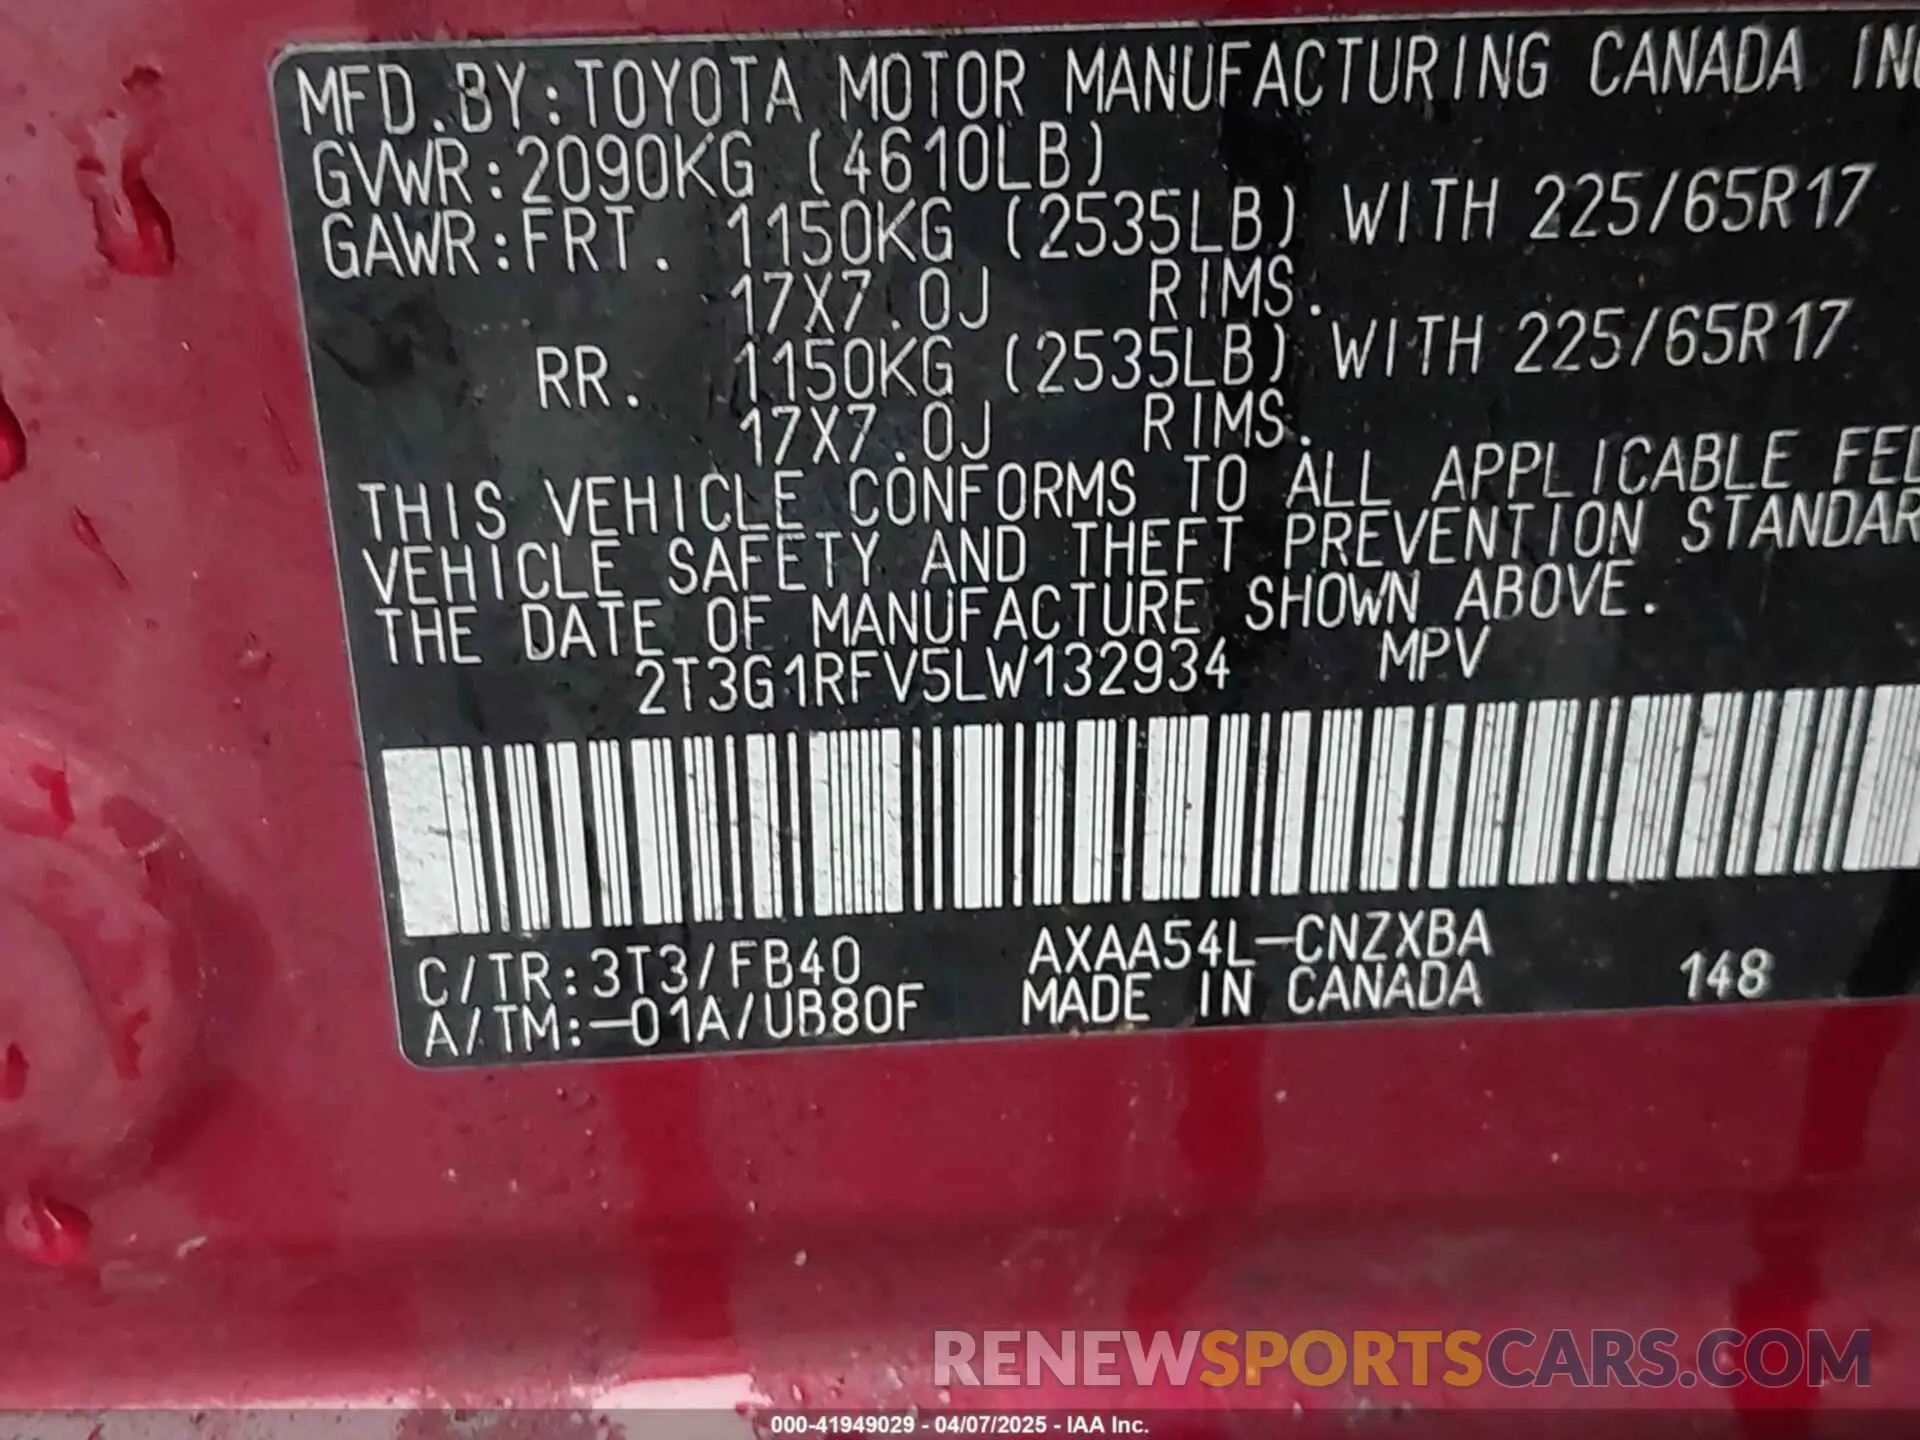 MFD.BY:TOYOTA MOTOR MANUFACTURING CANADA
GVWR:2090KG (4610LB)
GAWR:FRT. 1150KG (2535LB) WITH 225/65R17
17X7.0J RIMS.
RR. 1150KG (2535LB) WITH 225/65R17
17X7.0J RIMS.
THIS VEHICLE CONFORMS TO ALL APPLICABLE
VEHICLE SAFETY AND THEFT PREVENTION
THE DATE OF MANUFACTURE SHOWN ABOVE.
2T3G1RFV5LW132934 MPV
C/TR:3T3/FB40 AXAA54L-CNZXBA
A/TM:-01A/UB80F MADE IN CANADA 148
RENEWSPORTSCARS.COM
000-41949029 - 04/07/2025 - IAA Inc.